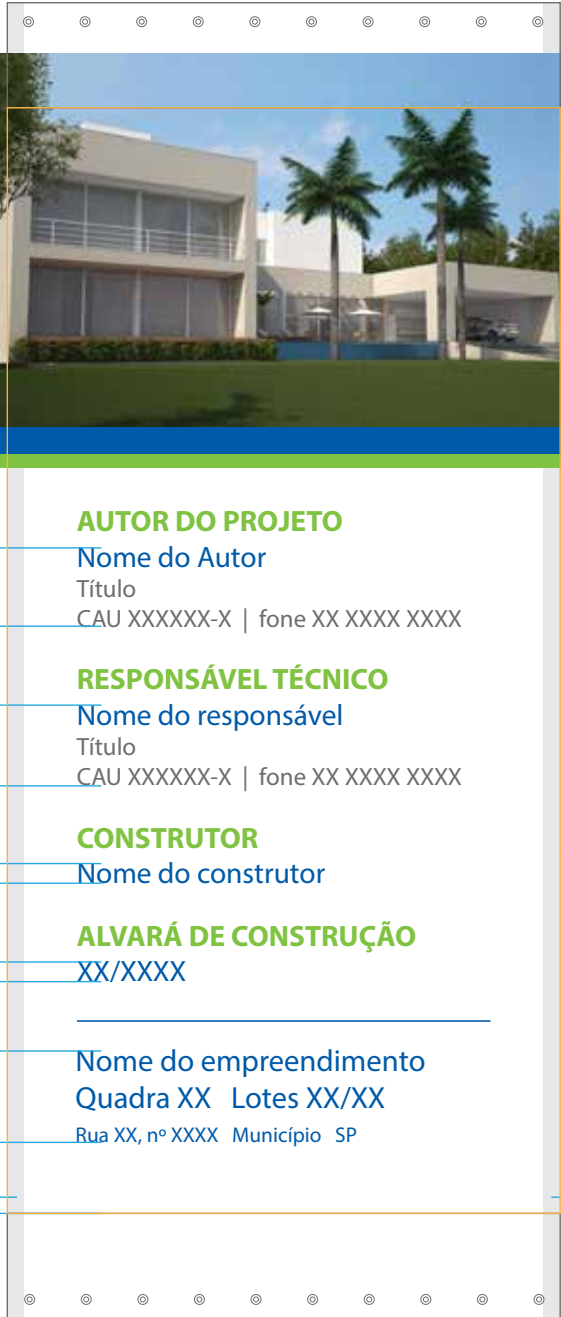 AUTOR DO PROJETO
Nome do Autor
Título
CAU XXXXXX-X | fone XX XXXX XXXX
RESPONSÁVEL TÉCNICO
Nome do responsável
Título
CAU XXXXXX-X | fone XX XXXX XXXX
CONSTRUTOR
Nome do construtor
ALVARÁ DE CONSTRUÇÃO
XX/XXXX
Nome do empreendimento
Quadra XX Lotes XX/XX
Rua XX, nº XXXX Município SP